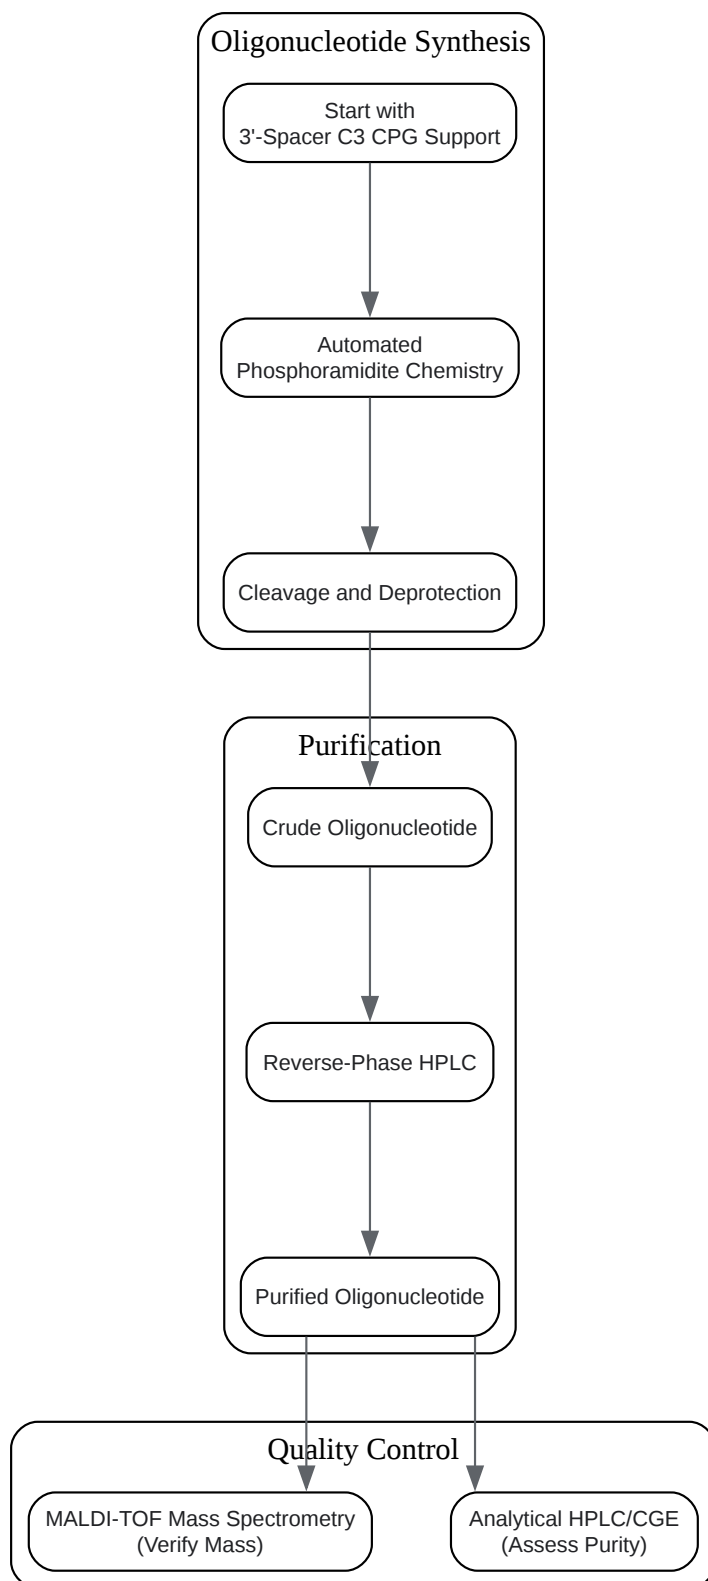 Oligonucleotide Synthesis
Start with
3'-Spacer C3 CPG Support
Automated
Phosphoramidite Chemistry
Cleavage and Deprotection
Purification
Crude Oligonucleotide
Reverse-Phase HPLC
Purified Oligonucleotide
Quality Control
MALDI-TOF Mass Spectrometry
(Verify Mass)
Analytical HPLC/CGE
(Assess Purity)